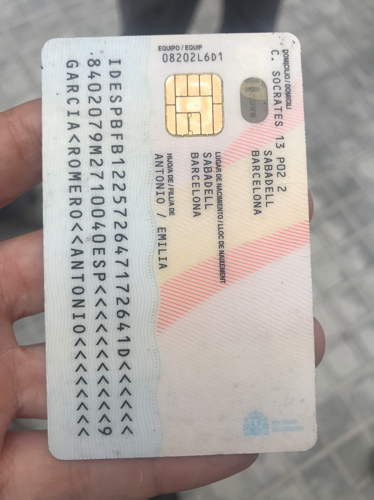 DOMICILIO / DOMICILI
C. SOCRATES 13 P02 2
SABADELL
BARCELONA
LUGAR DE NACIMIENTO / LLOC DE NAIXEMENT
SABADELL
BARCELONA
HIJO/A DE / FILL/A DE
ANTONIO / EMILIA
EQUIPO / EQUIP
08202L6D1
IDESPBFB122572647172641D<<<<<<
8402079M2710040ESP<<<<<<<<<<<9
GARCIA<ROMERO<<ANTONIO<<<<<<<<